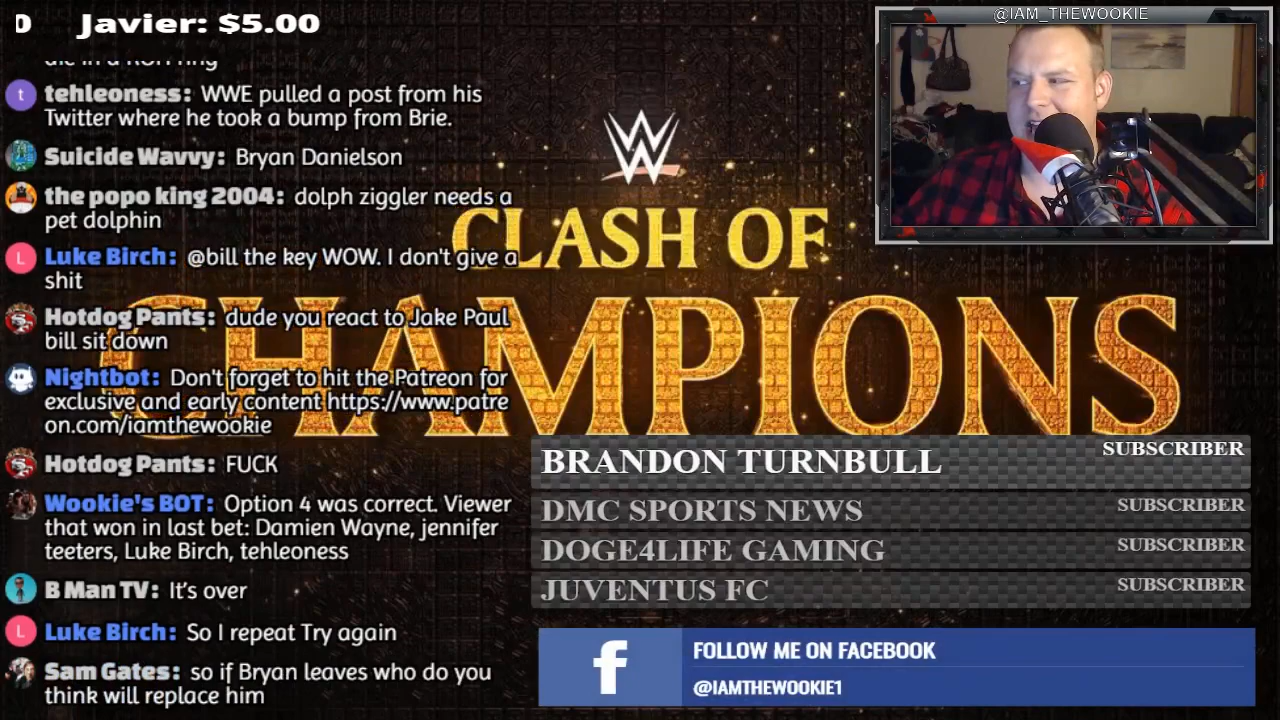 D Javier: $5.00
@IAM_THEWOOKIE
die in a ROH ring
tehleoness: WWE pulled a post from his
Twitter where he took a bump from Brie.
Suicide Wavvy: Bryan Danielson
the popo king 2004: dolph ziggler needs a
pet dolphin
Luke Birch: @bill the key WOW. I don't give a
shit
Hotdog Pants: dude you react to Jake Paul
bill sit down
Nightbot: Don't forget to hit the Patreon for
exclusive and early content https://www.patre
on.com/iamthewookie
Hotdog Pants: FUCK
Wookie's BOT: Option 4 was correct. Viewer
that won in last bet: Damien Wayne, jennifer
teeters, Luke Birch, tehleoness
B Man TV: It's over
Luke Birch: So I repeat Try again
Sam Gates: so if Bryan leaves who do you
think will replace him
W
CLASH OF
CHAMPIONS
BRANDON TURNBULL SUBSCRIBER
DMC SPORTS NEWS SUBSCRIBER
DOGE4LIFE GAMING SUBSCRIBER
JUVENTUS FC SUBSCRIBER
f
FOLLOW ME ON FACEBOOK
@IAMTHEWOOKIE1